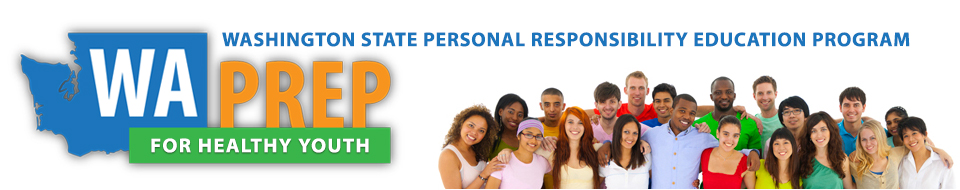 WASHINGTON STATE PERSONAL RESPONSIBILITY EDUCATION PROGRAM
WA PREP
FOR HEALTHY YOUTH